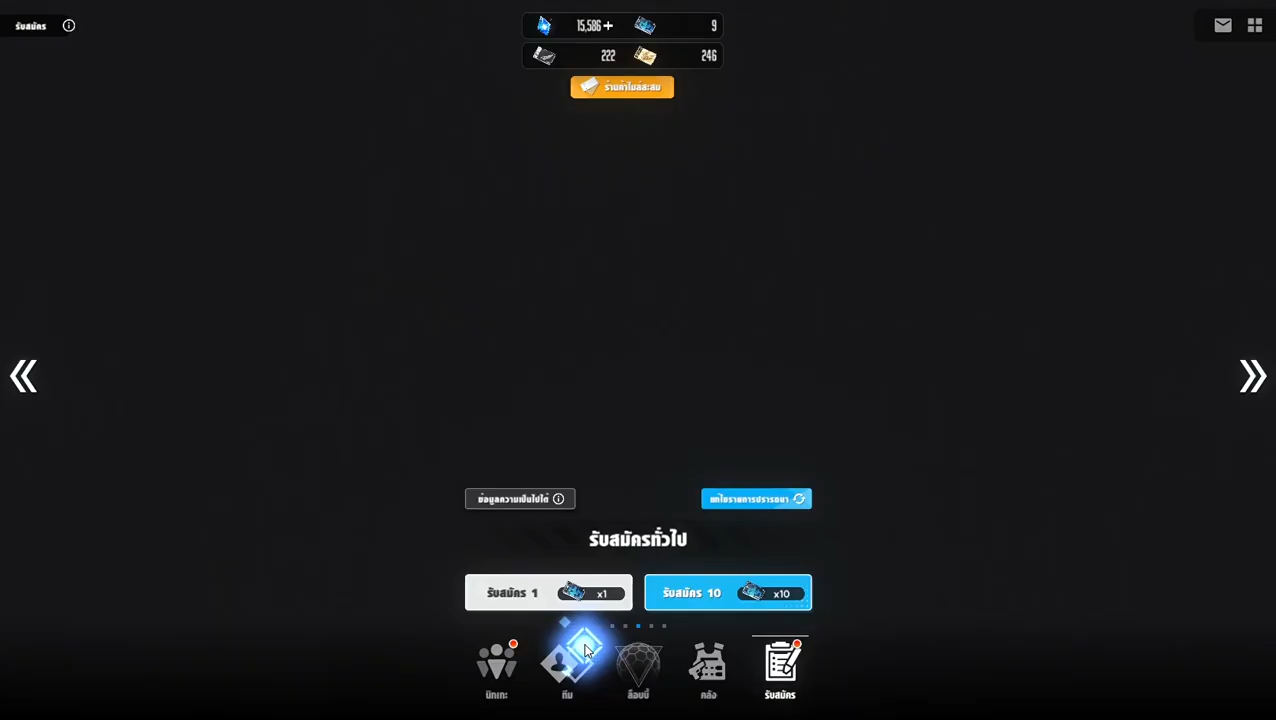 รับสมัคร
15,586 9
222 246
ร้านค้าไมล์สะสม
ข้อมูลความเป็นไปได้ แก้ไขรายการปรารถนา
รับสมัครทั่วไป
รับสมัคร 1 x1 รับสมัคร 10 x10
นิกเกะ ทีม ล็อบบี้ คลัง รับสมัคร